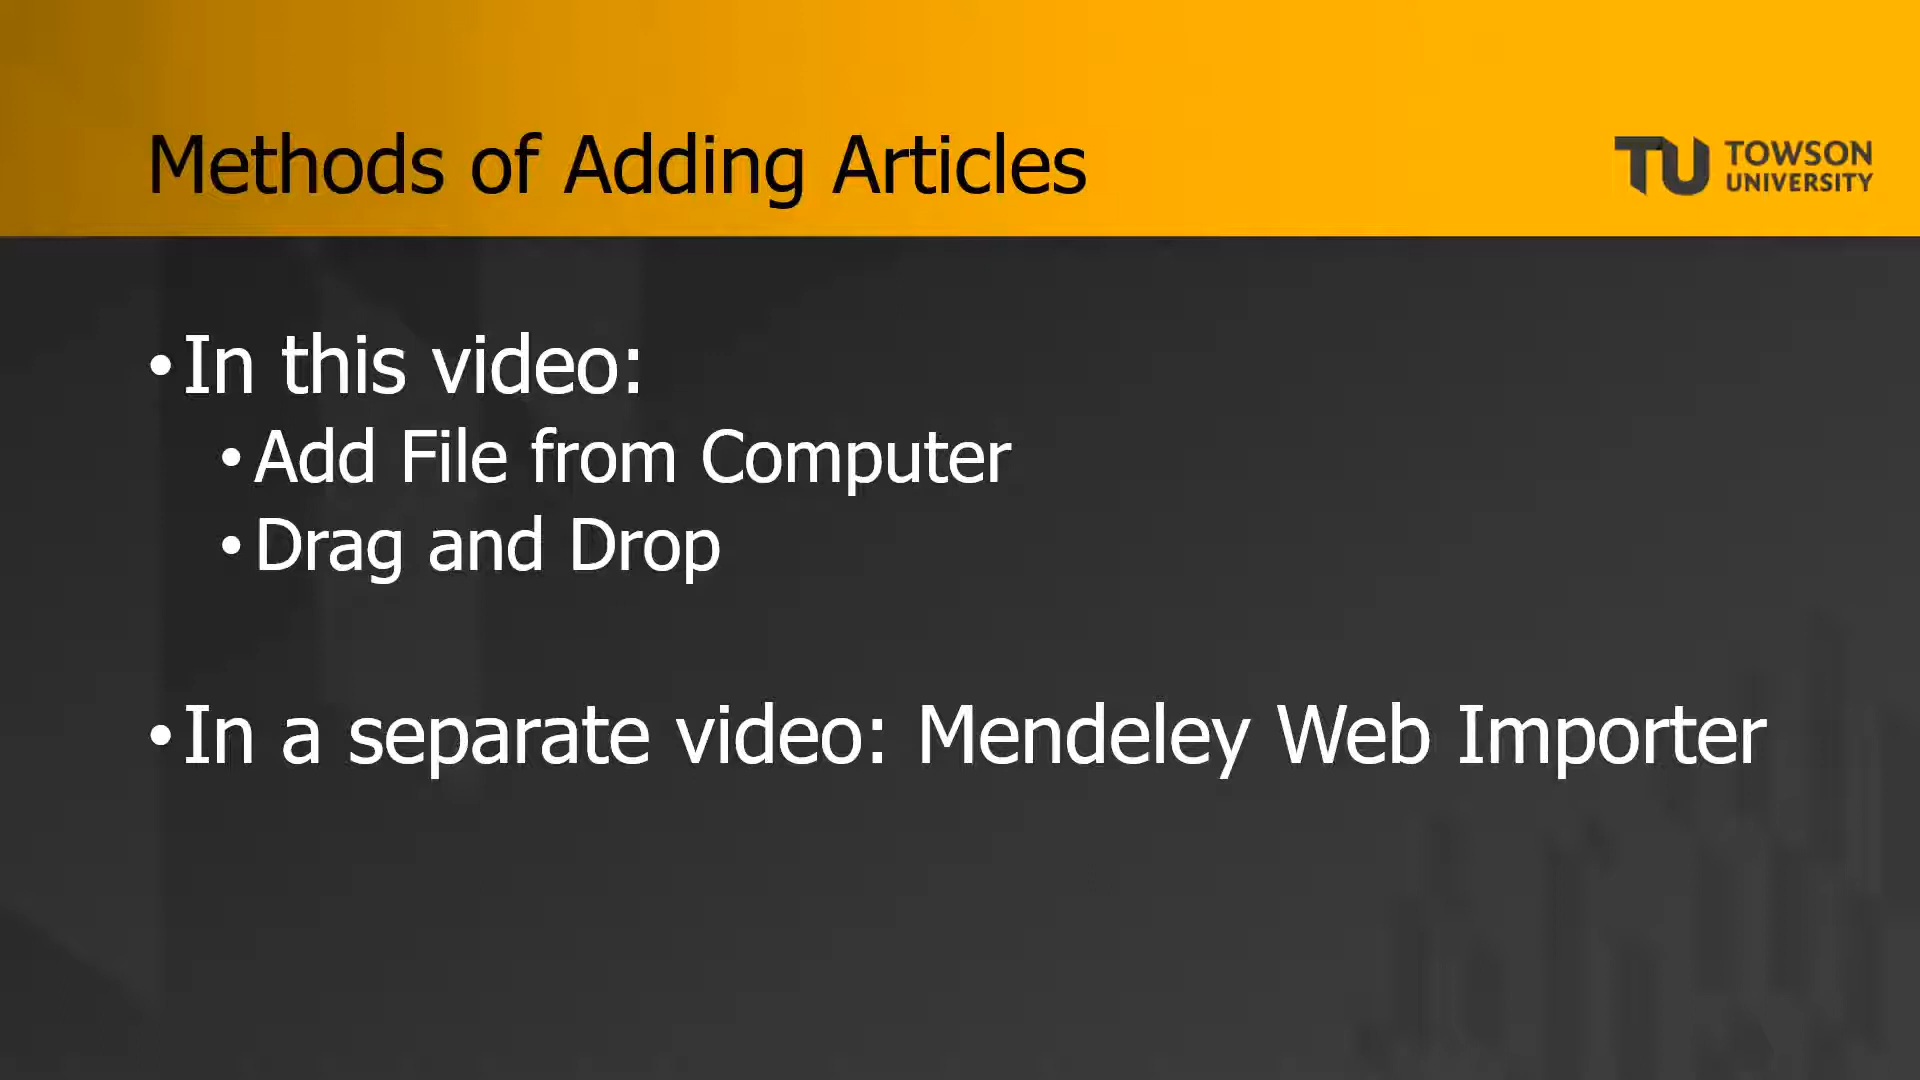 Methods of Adding Articles
TU TOWSON
UNIVERSITY
•In this video:
•Add File from Computer
•Drag and Drop
•In a separate video: Mendeley Web Importer